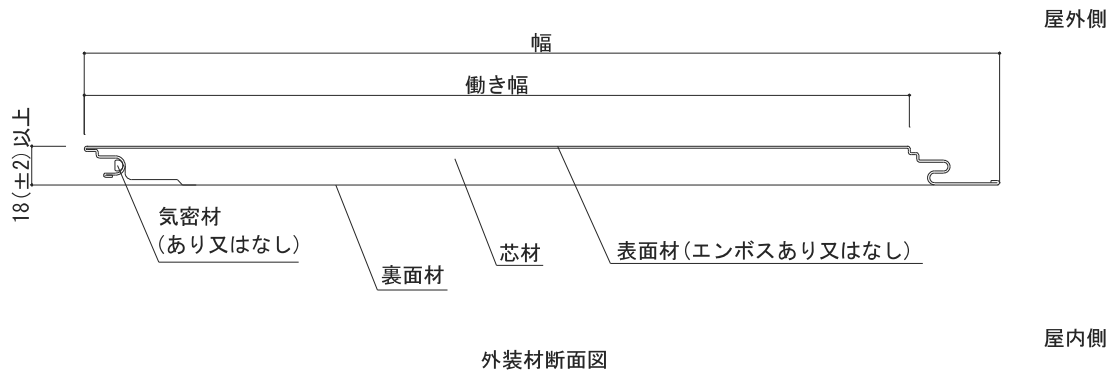 屋外側
幅
働き幅
18(±2)以上
気密材
(あり又はなし)
芯材
表面材(エンボスあり又はなし)
裏面材
屋内側
外装材断面図